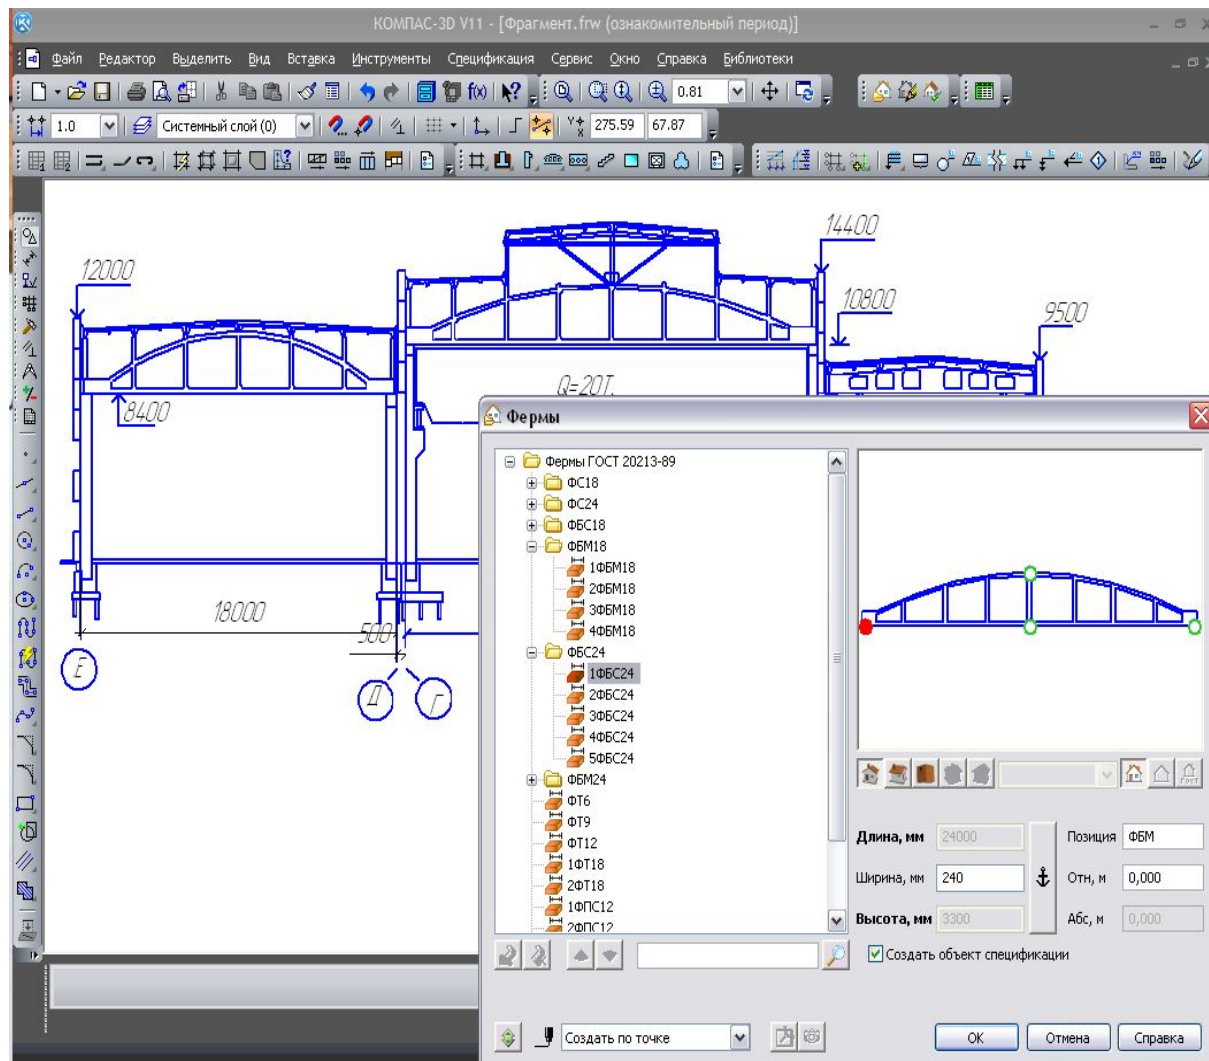 КОМПАС-3D V11 - [Фрагмент.frw (ознакомительный период)]
Файл Редактор Выделить Вид Вставка Инструменты Спецификация Сервис Окно Справка Библиотеки
0.81
1.0 Системный слой (0) 275.59 67.87
14400
12000
10800
9500
Q=20Т.
8400
18000
500
Е
Д
Г
Фермы
Фермы ГОСТ 20213-89
ФС18
ФС24
ФБС18
ФБМ18
1ФБМ18
2ФБМ18
3ФБМ18
4ФБМ18
ФБС24
1ФБС24
2ФБС24
3ФБС24
4ФБС24
5ФБС24
ФБМ24
ФТ6
ФТ9
ФТ12
1ФТ18
2ФТ18
1ФПС12
2ФПС12
ГОСТ
Длина, мм 24000 Позиция ФБМ
Ширина, мм 240 Отн, м 0,000
Высота, мм 3300 Абс, м 0,000
Создать объект спецификации
Создать по точке
ОК Отмена Справка